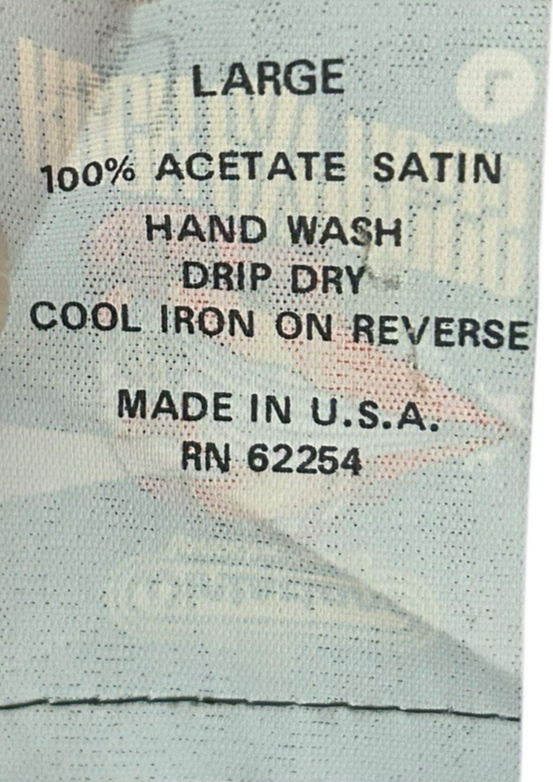 LARGE
100% ACETATE SATIN
HAND WASH
DRIP DRY
COOL IRON ON REVERSE
MADE IN U.S.A.
RN 62254